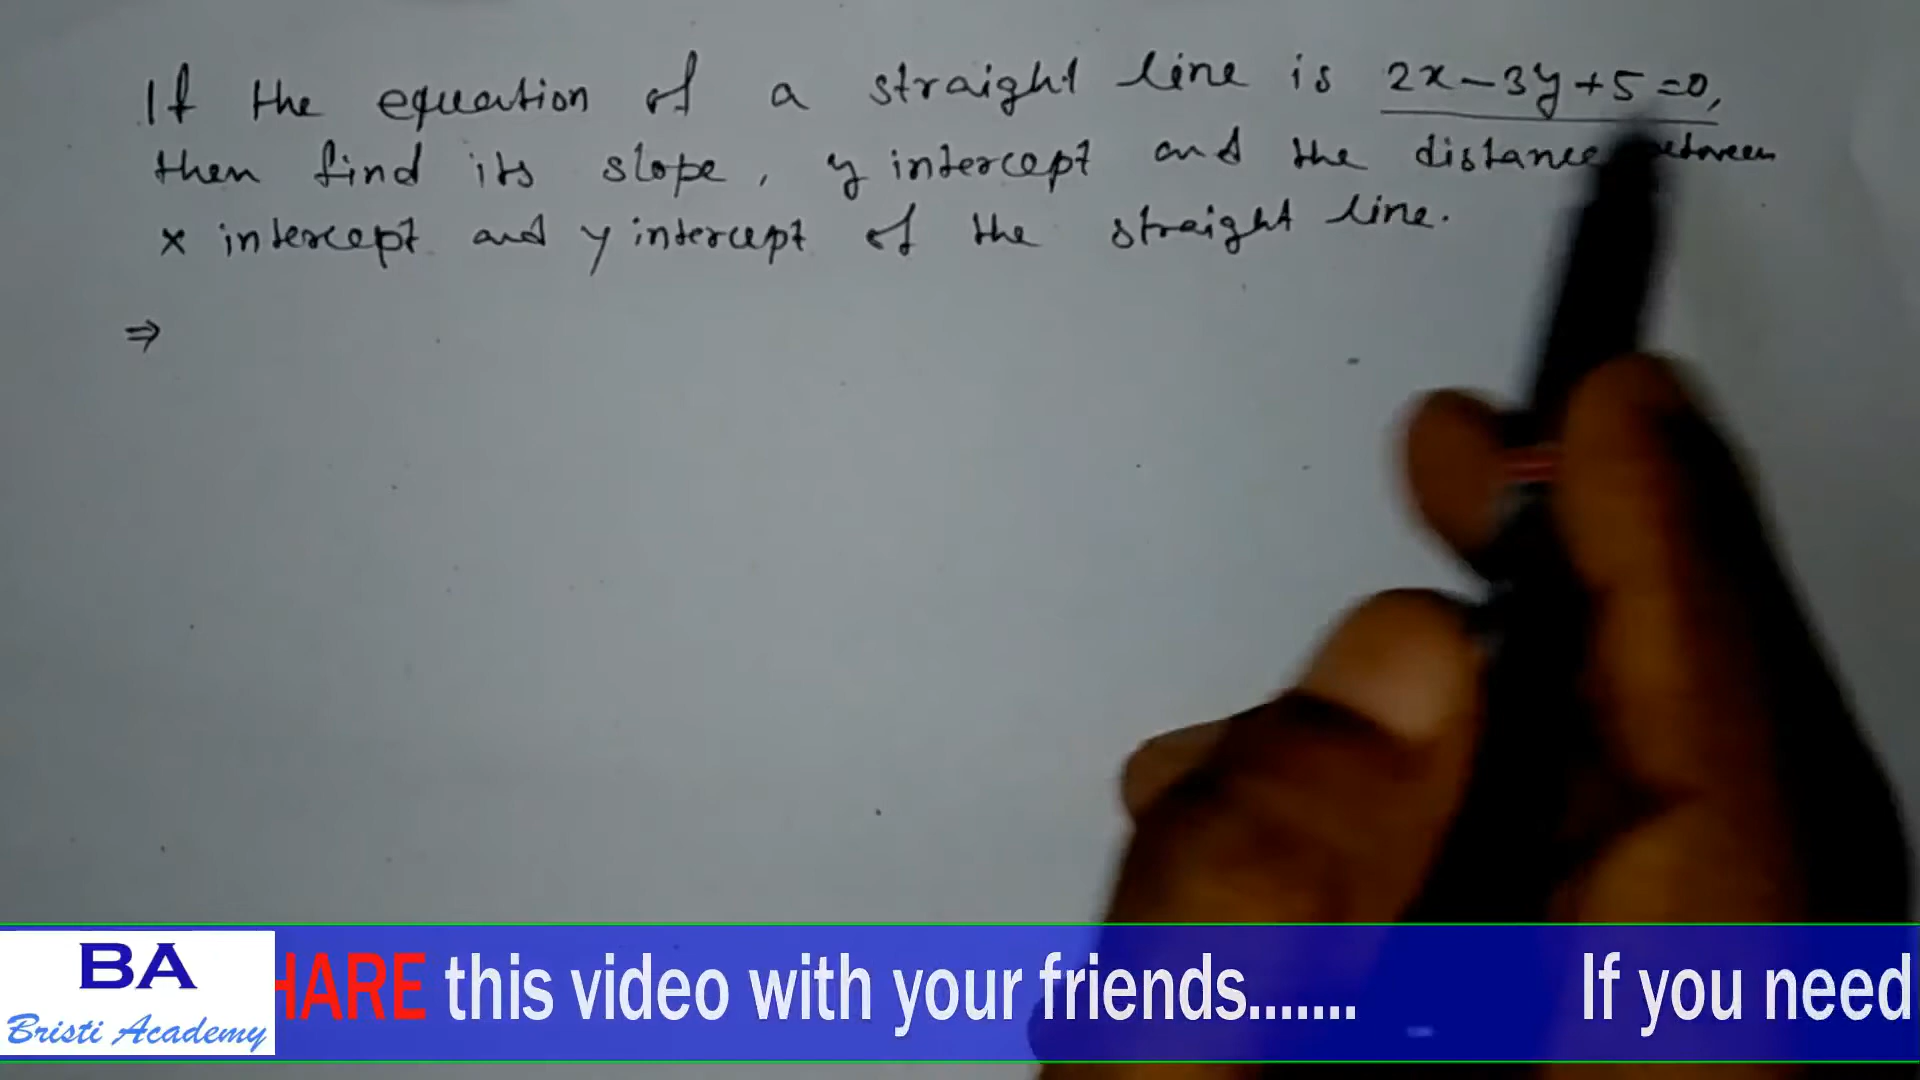 If the equation of a straight line is 2x-3y+5=0,
then find its slope, y intercept and the distance between
x intercept and y intercept of the straight line.
⇒
BA
Bristi Academy
HARE this video with your friends....... If you need